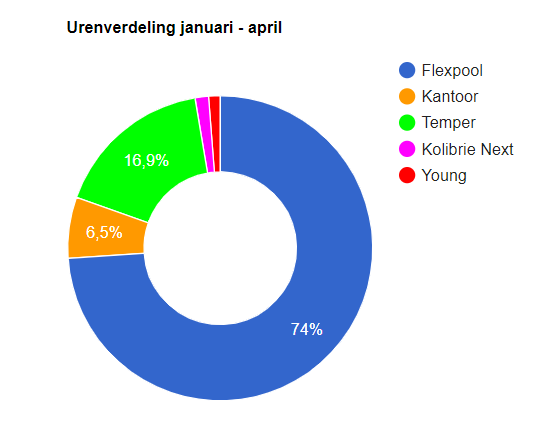 Urenverdeling januari - april
Flexpool
Kantoor
Temper
Kolibrie Next
Young
16,9%
6,5%
74%